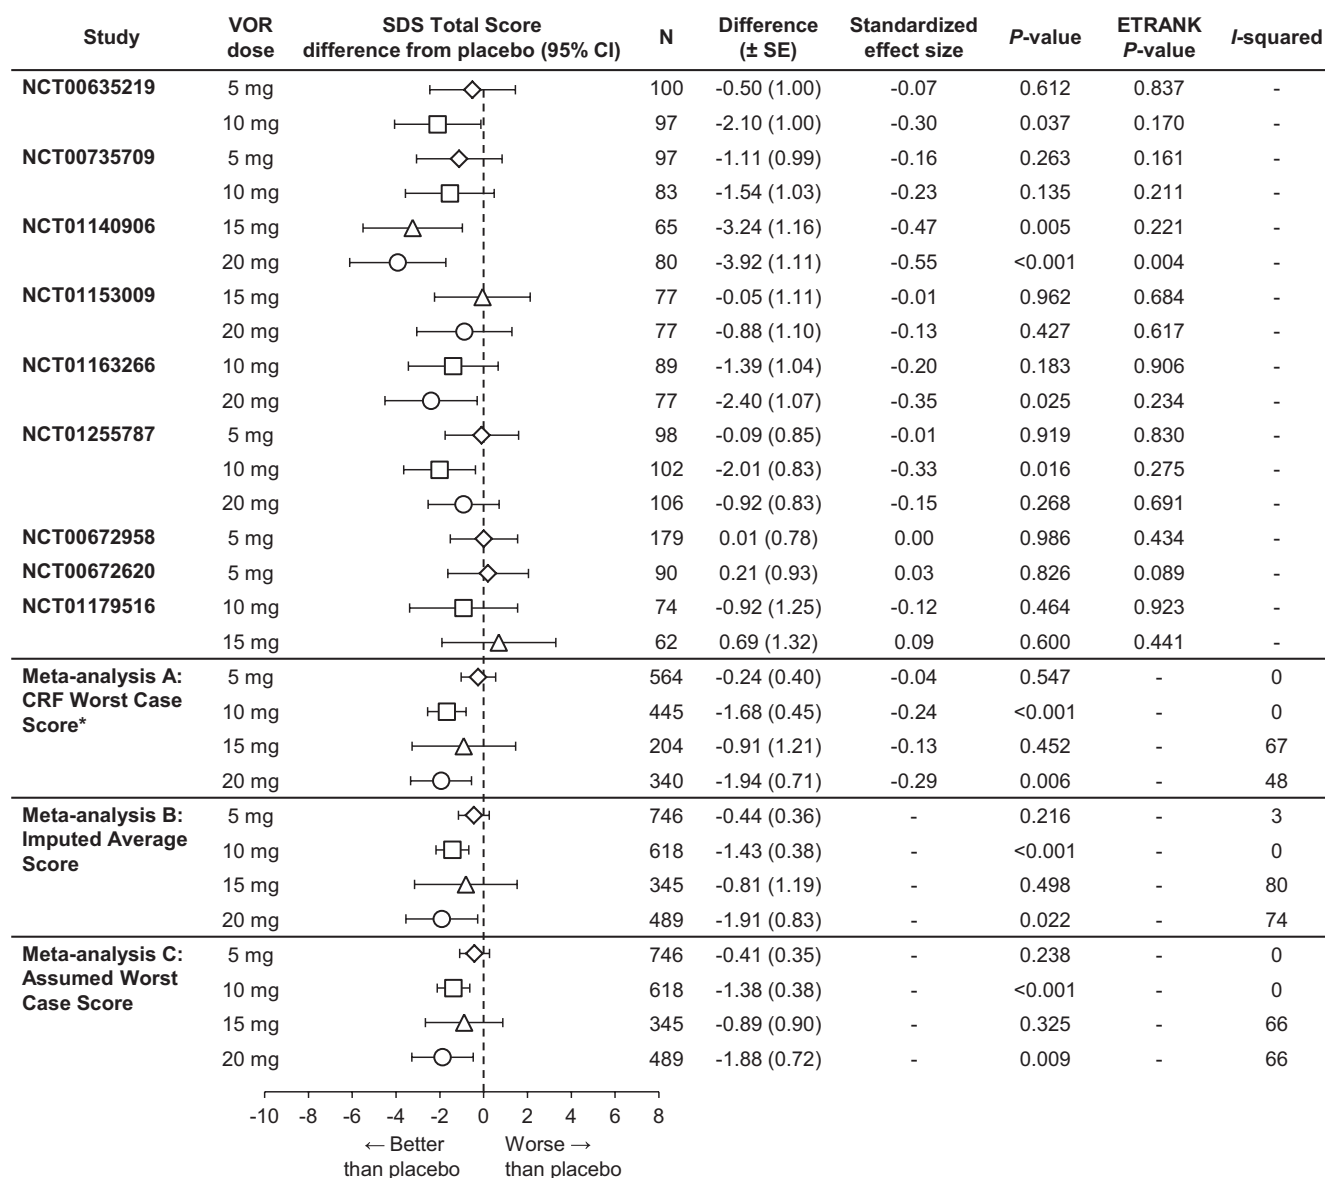 Study VOR dose SDS Total Score difference from placebo (95% CI) N Difference (± SE) Standardized effect size P-value ETRANK P-value I-squared
NCT00635219 5 mg 100 -0.50 (1.00) -0.07 0.612 0.837 -
10 mg 97 -2.10 (1.00) -0.30 0.037 0.170 -
NCT00735709 5 mg 97 -1.11 (0.99) -0.16 0.263 0.161 -
10 mg 83 -1.54 (1.03) -0.23 0.135 0.211 -
NCT01140906 15 mg 65 -3.24 (1.16) -0.47 0.005 0.221 -
20 mg 80 -3.92 (1.11) -0.55 <0.001 0.004 -
NCT01153009 15 mg 77 -0.05 (1.11) -0.01 0.962 0.684 -
20 mg 77 -0.88 (1.10) -0.13 0.427 0.617 -
NCT01163266 10 mg 89 -1.39 (1.04) -0.20 0.183 0.906 -
20 mg 77 -2.40 (1.07) -0.35 0.025 0.234 -
NCT01255787 5 mg 98 -0.09 (0.85) -0.01 0.919 0.830 -
10 mg 102 -2.01 (0.83) -0.33 0.016 0.275 -
20 mg 106 -0.92 (0.83) -0.15 0.268 0.691 -
NCT00672958 5 mg 179 0.01 (0.78) 0.00 0.986 0.434 -
NCT00672620 5 mg 90 0.21 (0.93) 0.03 0.826 0.089 -
NCT01179516 10 mg 74 -0.92 (1.25) -0.12 0.464 0.923 -
15 mg 62 0.69 (1.32) 0.09 0.600 0.441 -
Meta-analysis A: 5 mg 564 -0.24 (0.40) -0.04 0.547 - 0
CRF Worst Case 10 mg 445 -1.68 (0.45) -0.24 <0.001 - 0
Score*
15 mg 204 -0.91 (1.21) -0.13 0.452 - 67
20 mg 340 -1.94 (0.71) -0.29 0.006 - 48
Meta-analysis B: 5 mg 746 -0.44 (0.36) - 0.216 - 3
Imputed Average 10 mg 618 -1.43 (0.38) - <0.001 - 0
Score
15 mg 345 -0.81 (1.19) - 0.498 - 80
20 mg 489 -1.91 (0.83) - 0.022 - 74
Meta-analysis C: 5 mg 746 -0.41 (0.35) - 0.238 - 0
Assumed Worst 10 mg 618 -1.38 (0.38) - <0.001 - 0
Case Score
15 mg 345 -0.89 (0.90) - 0.325 - 66
20 mg 489 -1.88 (0.72) - 0.009 - 66
-10 -8 -6 -4 -2 0 2 4 6 8
← Better Worse →
than placebo than placebo